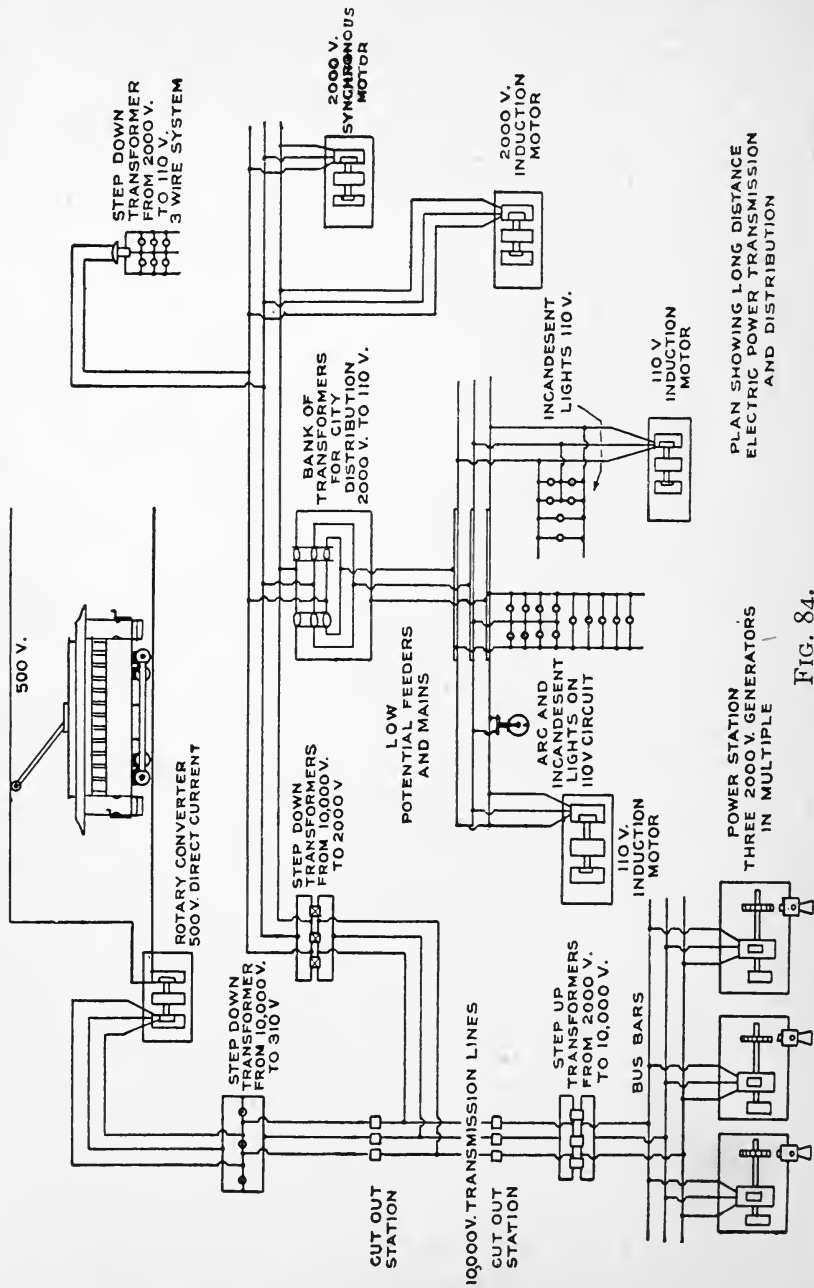 500 V.
ROTARY CONVERTER
500 V. DIRECT CURRENT
STEP DOWN
TRANSFORMER
FROM 10,000 V.
TO 310 V
STEP DOWN
TRANSFORMERS
FROM 10,000 V.
TO 2000 V
CUT OUT
STATION
10,000 V. TRANSMISSION LINES
CUT OUT
STATION
STEP UP
TRANSFORMERS
FROM 2000 V.
TO 10,000 V.
BUS BARS
POWER STATION
THREE 2000 V. GENERATORS
IN MULTIPLE
STEP DOWN
TRANSFORMER
FROM 2000 V.
TO 110 V.
3 WIRE SYSTEM
2000 V.
SYNCHRONOUS
MOTOR
2000 V.
INDUCTION
MOTOR
BANK OF
TRANSFORMERS
FOR CITY
DISTRIBUTION
2000 V. TO 110 V.
LOW
POTENTIAL FEEDERS
AND MAINS
INCANDESENT
LIGHTS 110 V.
ARC AND
INCANDESENT
LIGHTS ON
110V CIRCUIT
110 V.
INDUCTION
MOTOR
110 V
INDUCTION
MOTOR
PLAN SHOWING LONG DISTANCE
ELECTRIC POWER TRANSMISSION
AND DISTRIBUTION
FIG. 84.